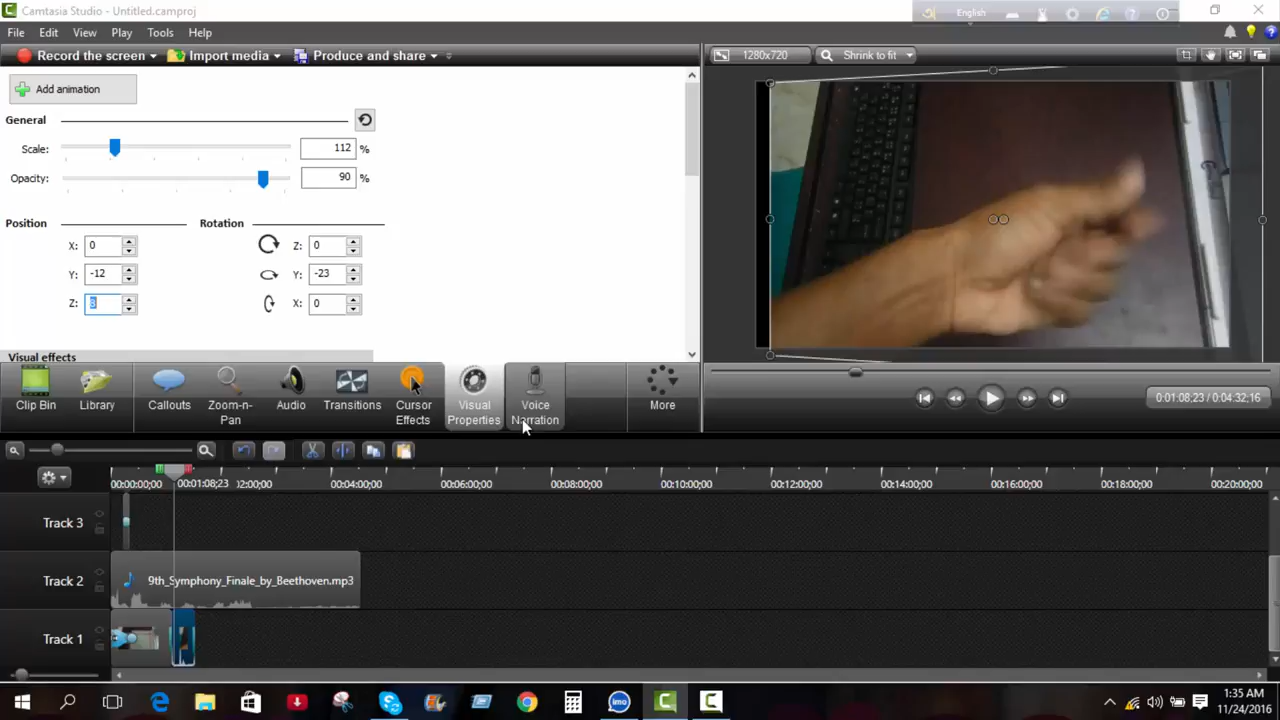 Camtasia Studio - Untitled.camproj
English
File Edit View Play Tools Help
Record the screen Import media Produce and share
1280x720 Shrink to fit
Add animation
General
Scale: 112 %
Opacity: 90 %
Position Rotation
X: 0 Z: 0
Y: -12 Y: -23
Z: 8 X: 0
Visual effects
Clip Bin Library Callouts Zoom-n-Pan Audio Transitions Cursor Effects Visual Properties Voice Narration More
0:01:08;23 / 0:04:32;16
00:00:00;00 00:01:08;23 2:00;00 00:04:00;00 00:06:00;00 00:08:00;00 00:10:00;00 00:12:00;00 00:14:00;00 00:16:00;00 00:18:00;00 00:20:00;00
Track 3
Track 2 9th_Symphony_Finale_by_Beethoven.mp3
Track 1
imo
1:35 AM
11/24/2016